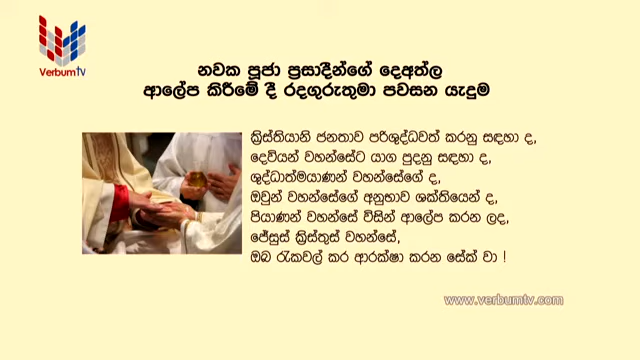 VerbumTV
නවක පූජා ප්‍රසාදීන්ගේ දෙඅත්ල
ආලේප කිරීමේ දී රදගුරුතුමා පවසන යැදුම
ක්‍රිස්තියානි ජනතාව පරිශුද්ධවත් කරනු සඳහා ද,
දෙවියන් වහන්සේට යාග පුදනු සඳහා ද,
ශුද්ධාත්මයාණන් වහන්සේගේ ද,
ඔවුන් වහන්සේගේ අනුභාව ශක්තියෙන් ද,
පියාණන් වහන්සේ විසින් ආලේප කරන ලද,
ජේසුස් ක්‍රිස්තුස් වහන්සේ,
ඔබ රැකවල් කර ආරක්ෂා කරන සේක් වා !
www.verbumtv.com